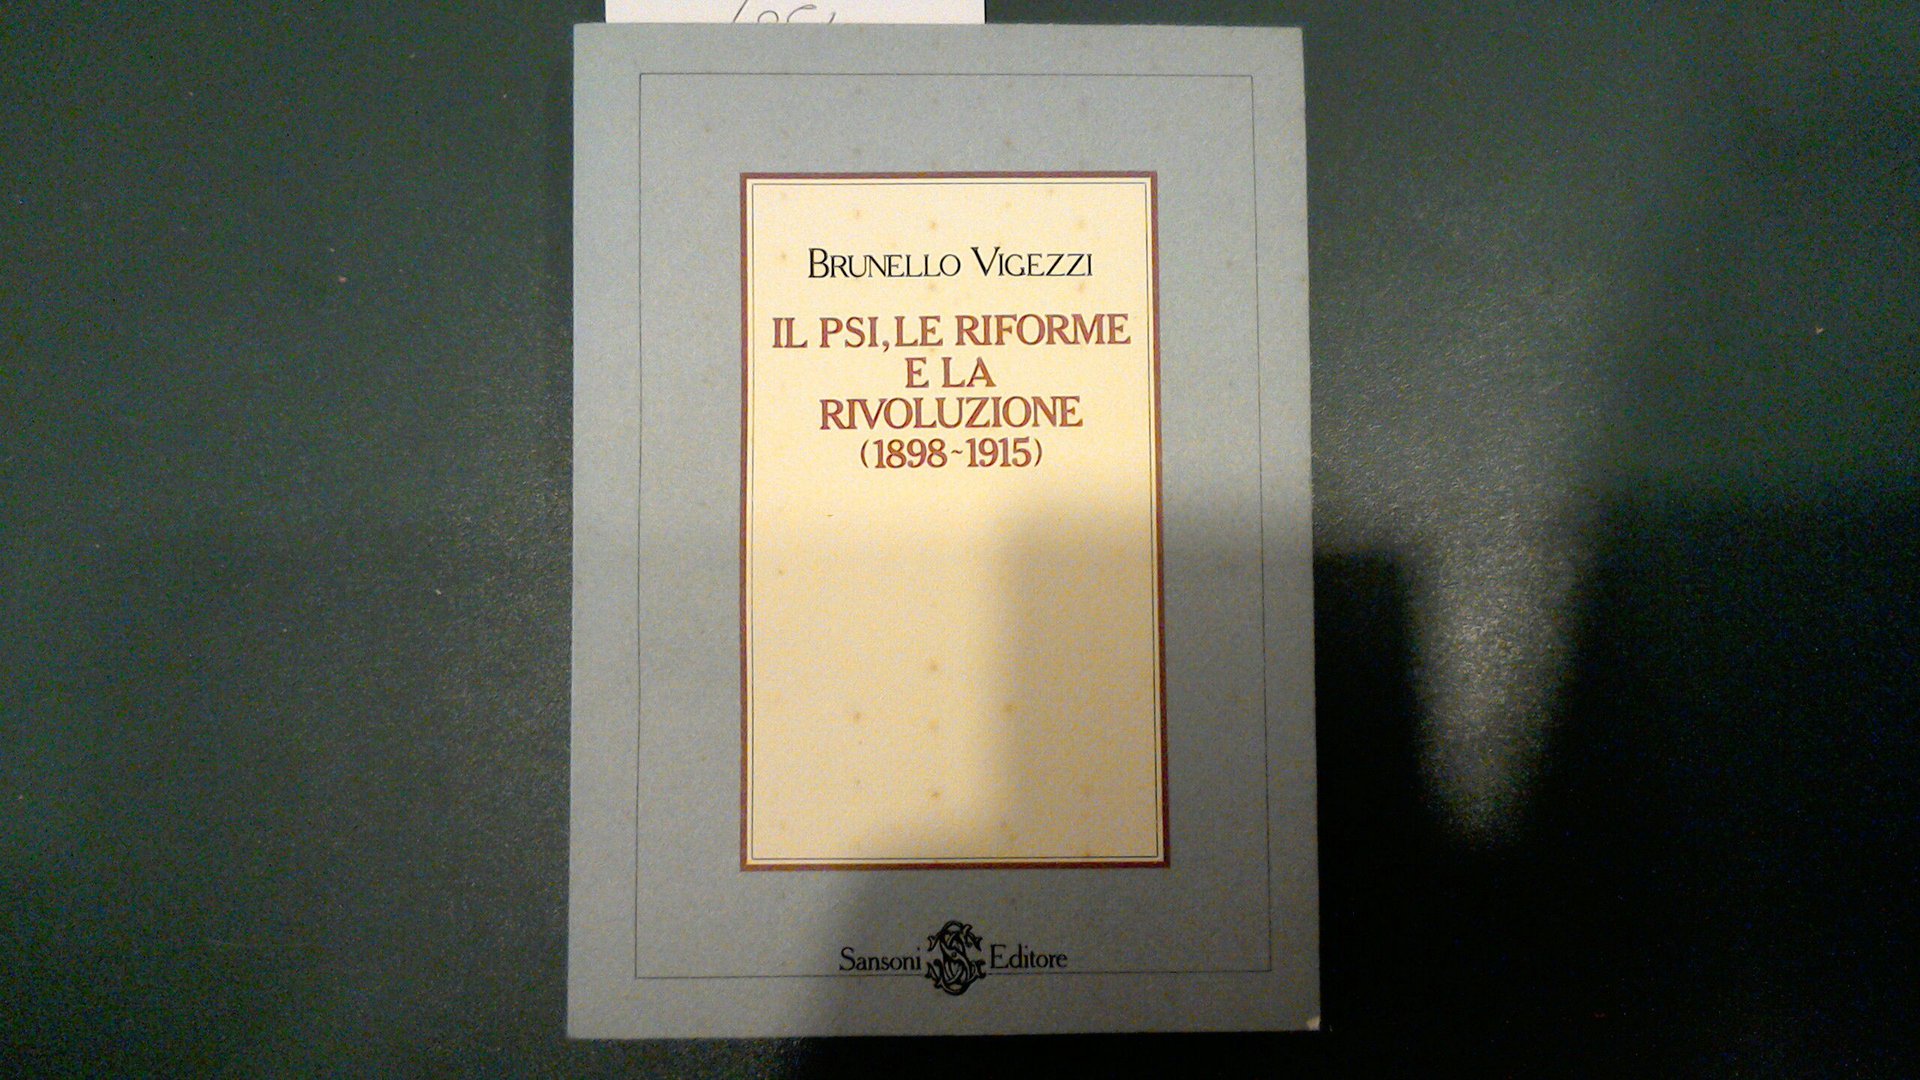 BRUNELLO VIGEZZI
IL PSI, LE RIFORME
E LA
RIVOLUZIONE
(1898~1915)
Sansoni Editore